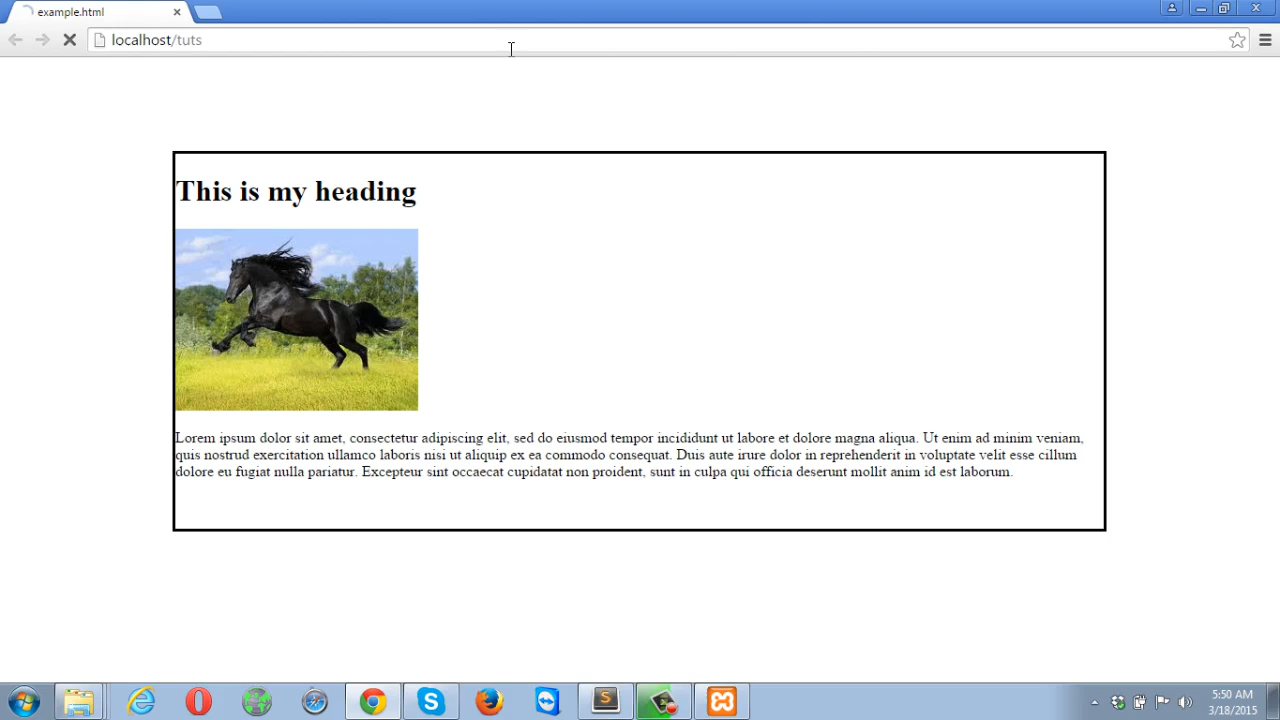 example.html
localhost/tuts
This is my heading
Lorem ipsum dolor sit amet, consectetur adipiscing elit, sed do eiusmod tempor incididunt ut labore et dolore magna aliqua. Ut enim ad minim veniam,
quis nostrud exercitation ullamco laboris nisi ut aliquip ex ea commodo consequat. Duis aute irure dolor in reprehenderit in voluptate velit esse cillum
dolore eu fugiat nulla pariatur. Excepteur sint occaecat cupidatat non proident, sunt in culpa qui officia deserunt mollit anim id est laborum.
5:50 AM
3/18/2015